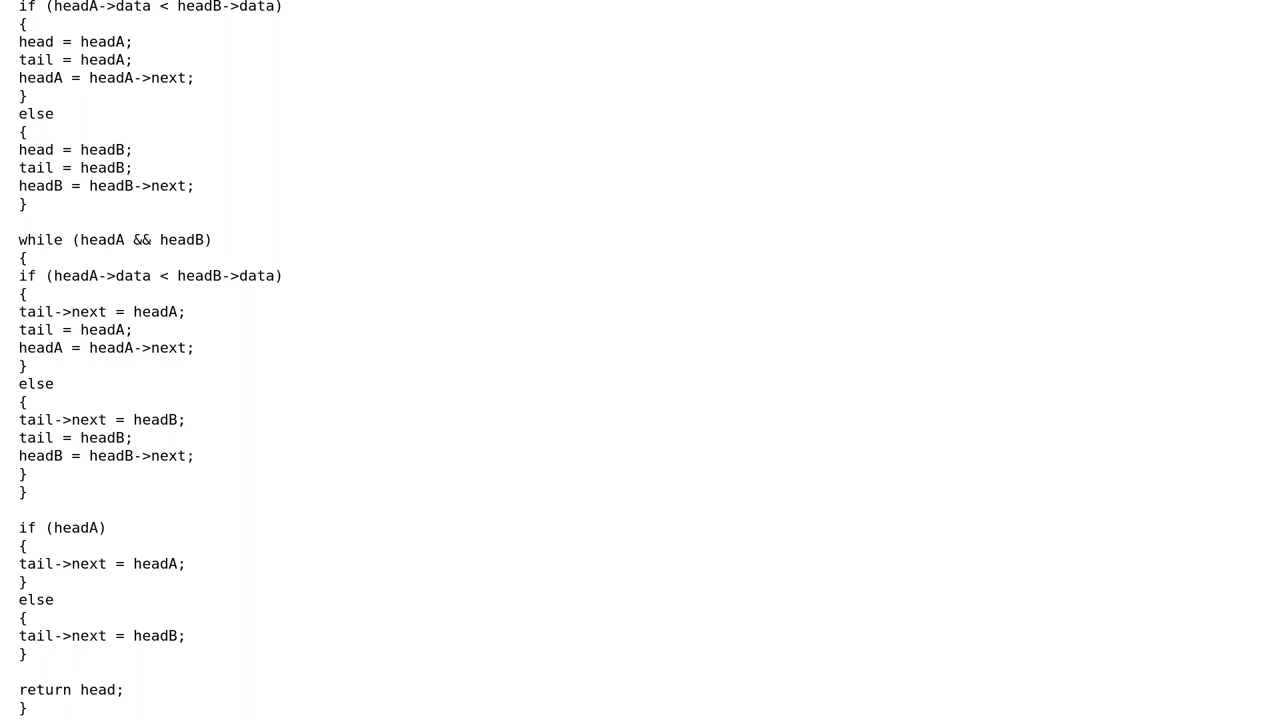 if (headA->data < headB->data)
{
head = headA;
tail = headA;
headA = headA->next;
}
else
{
head = headB;
tail = headB;
headB = headB->next;
}

while (headA && headB)
{
if (headA->data < headB->data)
{
tail->next = headA;
tail = headA;
headA = headA->next;
}
else
{
tail->next = headB;
tail = headB;
headB = headB->next;
}
}

if (headA)
{
tail->next = headA;
}
else
{
tail->next = headB;
}

return head;
}